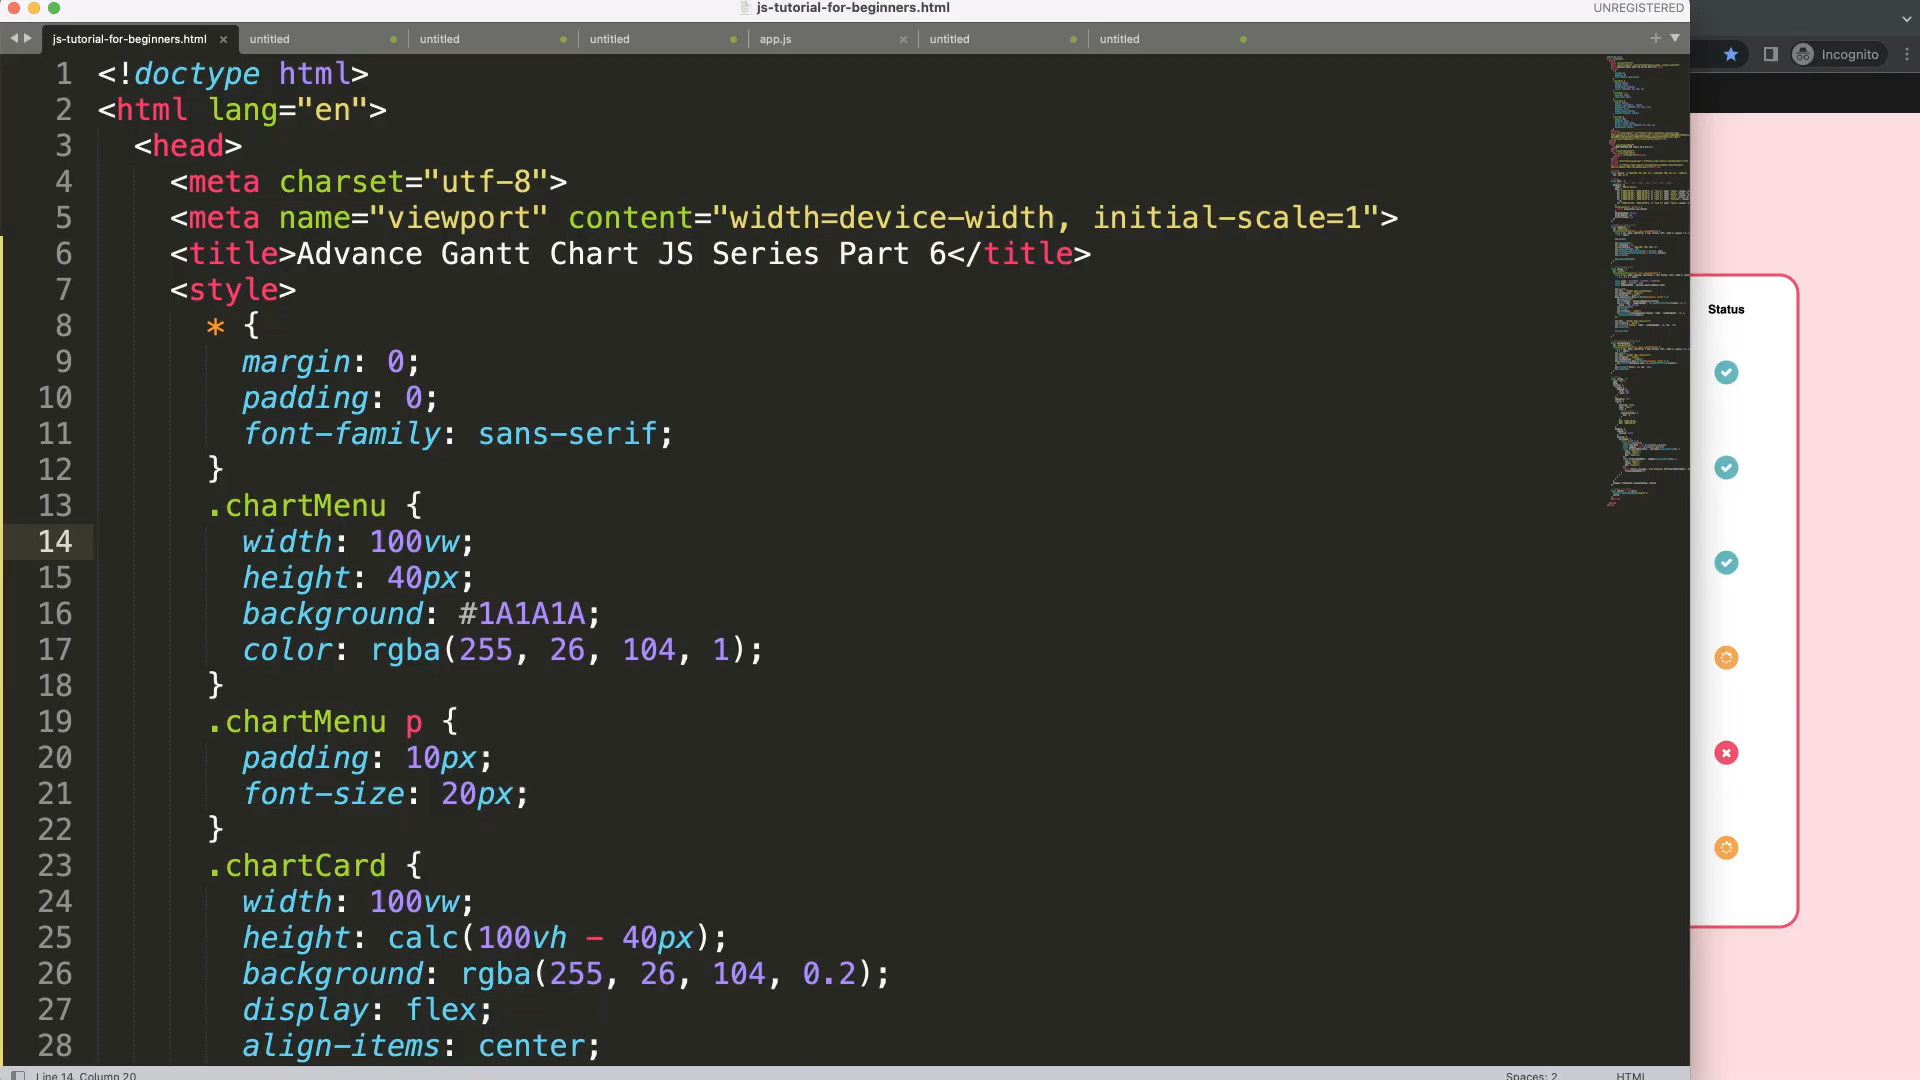 js-tutorial-for-beginners.html
UNREGISTERED
js-tutorial-for-beginners.html × untitled untitled untitled app.js × untitled untitled +
Incognito
1 <!doctype html>
2 <html lang="en">
3 <head>
4 <meta charset="utf-8">
5 <meta name="viewport" content="width=device-width, initial-scale=1">
6 <title>Advance Gantt Chart JS Series Part 6</title>
7 <style>
8 * {
9 margin: 0;
10 padding: 0;
11 font-family: sans-serif;
12 }
13 .chartMenu {
14 width: 100vw;
15 height: 40px;
16 background: #1A1A1A;
17 color: rgba(255, 26, 104, 1);
18 }
19 .chartMenu p {
20 padding: 10px;
21 font-size: 20px;
22 }
23 .chartCard {
24 width: 100vw;
25 height: calc(100vh - 40px);
26 background: rgba(255, 26, 104, 0.2);
27 display: flex;
28 align-items: center;
Status
Line 14, Column 20
Spaces: 2
HTML